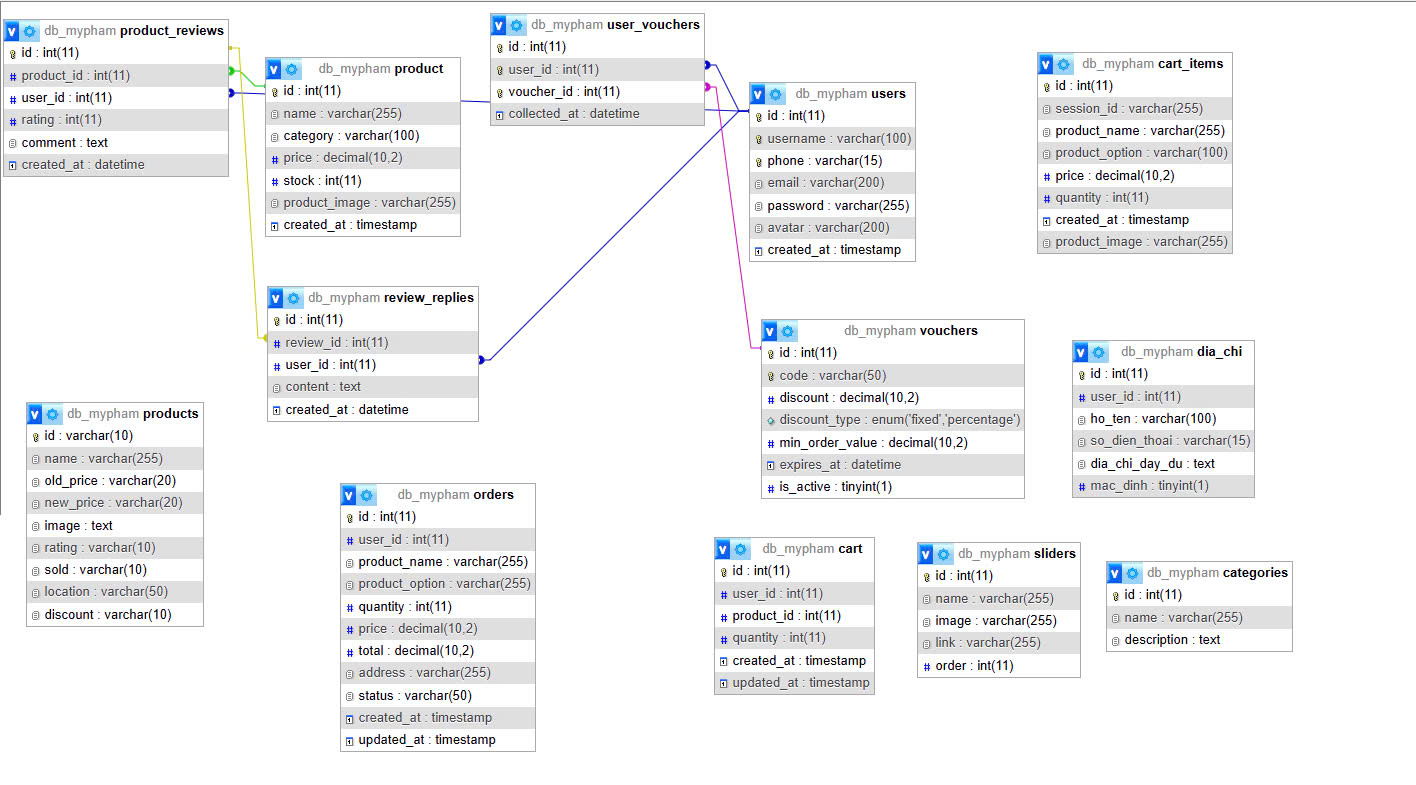 db_mypham product_reviews
id : int(11)
product_id : int(11)
user_id : int(11)
rating : int(11)
comment : text
created_at : datetime
db_mypham product
id : int(11)
name : varchar(255)
category : varchar(100)
price : decimal(10,2)
stock : int(11)
product_image : varchar(255)
created_at : timestamp
db_mypham user_vouchers
id : int(11)
user_id : int(11)
voucher_id : int(11)
collected_at : datetime
db_mypham users
id : int(11)
username : varchar(100)
phone : varchar(15)
email : varchar(200)
password : varchar(255)
avatar : varchar(200)
created_at : timestamp
db_mypham cart_items
id : int(11)
session_id : varchar(255)
product_name : varchar(255)
product_option : varchar(100)
price : decimal(10,2)
quantity : int(11)
created_at : timestamp
product_image : varchar(255)
db_mypham review_replies
id : int(11)
review_id : int(11)
user_id : int(11)
content : text
created_at : datetime
db_mypham vouchers
id : int(11)
code : varchar(50)
discount : decimal(10,2)
discount_type : enum('fixed','percentage')
min_order_value : decimal(10,2)
expires_at : datetime
is_active : tinyint(1)
db_mypham dia_chi
id : int(11)
user_id : int(11)
ho_ten : varchar(100)
so_dien_thoai : varchar(15)
dia_chi_day_du : text
mac_dinh : tinyint(1)
db_mypham products
id : varchar(10)
name : varchar(255)
old_price : varchar(20)
new_price : varchar(20)
image : text
rating : varchar(10)
sold : varchar(10)
location : varchar(50)
discount : varchar(10)
db_mypham orders
id : int(11)
user_id : int(11)
product_name : varchar(255)
product_option : varchar(255)
quantity : int(11)
price : decimal(10,2)
total : decimal(10,2)
address : varchar(255)
status : varchar(50)
created_at : timestamp
updated_at : timestamp
db_mypham cart
id : int(11)
user_id : int(11)
product_id : int(11)
quantity : int(11)
created_at : timestamp
updated_at : timestamp
db_mypham sliders
id : int(11)
name : varchar(255)
image : varchar(255)
link : varchar(255)
order : int(11)
db_mypham categories
id : int(11)
name : varchar(255)
description : text